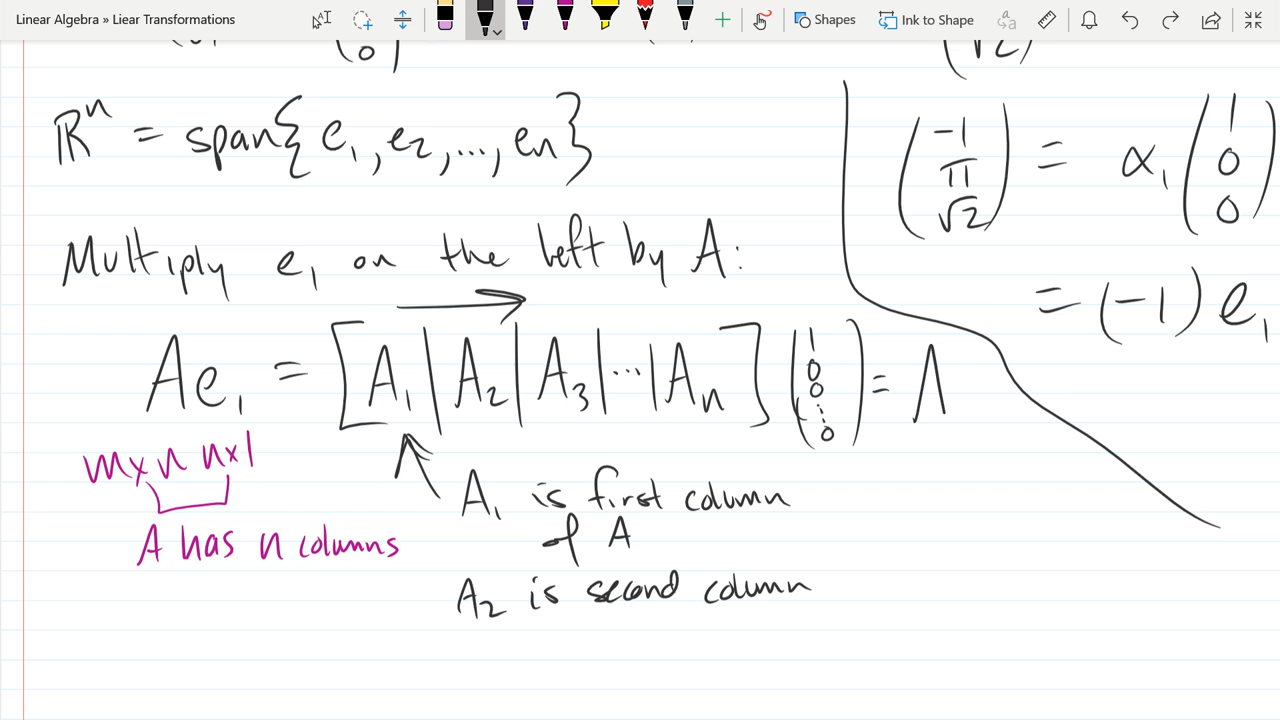 Linear Algebra » Liear Transformations
Shapes Ink to Shape
ℝⁿ = span{ e₁, e₂, ..., en }
Multiply e₁ on the left by A:
Ae₁ = [ A₁ | A₂ | A₃ | ... | An ] (1 0 0 ⋮ 0) =
m×n n×1
A has n columns
A₁ is first column
of A
A₂ is second column
(-1 π √2) = α₁ (1 0 0)
= (-1) e₁